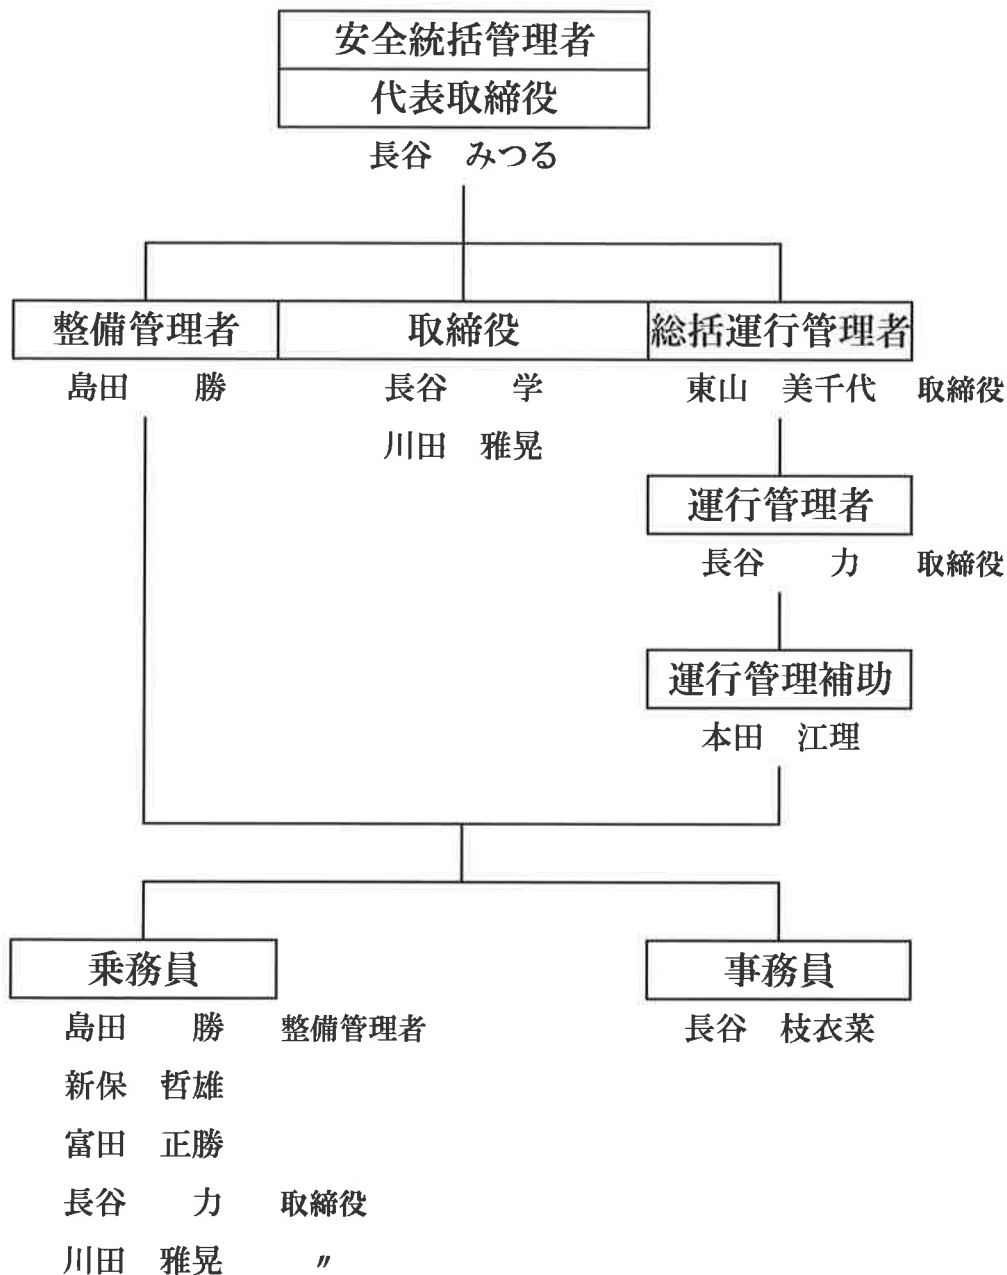 安全統括管理者
代表取締役
長谷　みつる
整備管理者　取締役　総括運行管理者
島田　　勝　長谷　　学　東山　美千代　取締役
川田　雅晃
運行管理者
長谷　　力　取締役
運行管理補助
本田　江理
乗務員　事務員
島田　　勝　整備管理者　長谷　枝衣菜
新保　哲雄
富田　正勝
長谷　　力　取締役
川田　雅晃　〃